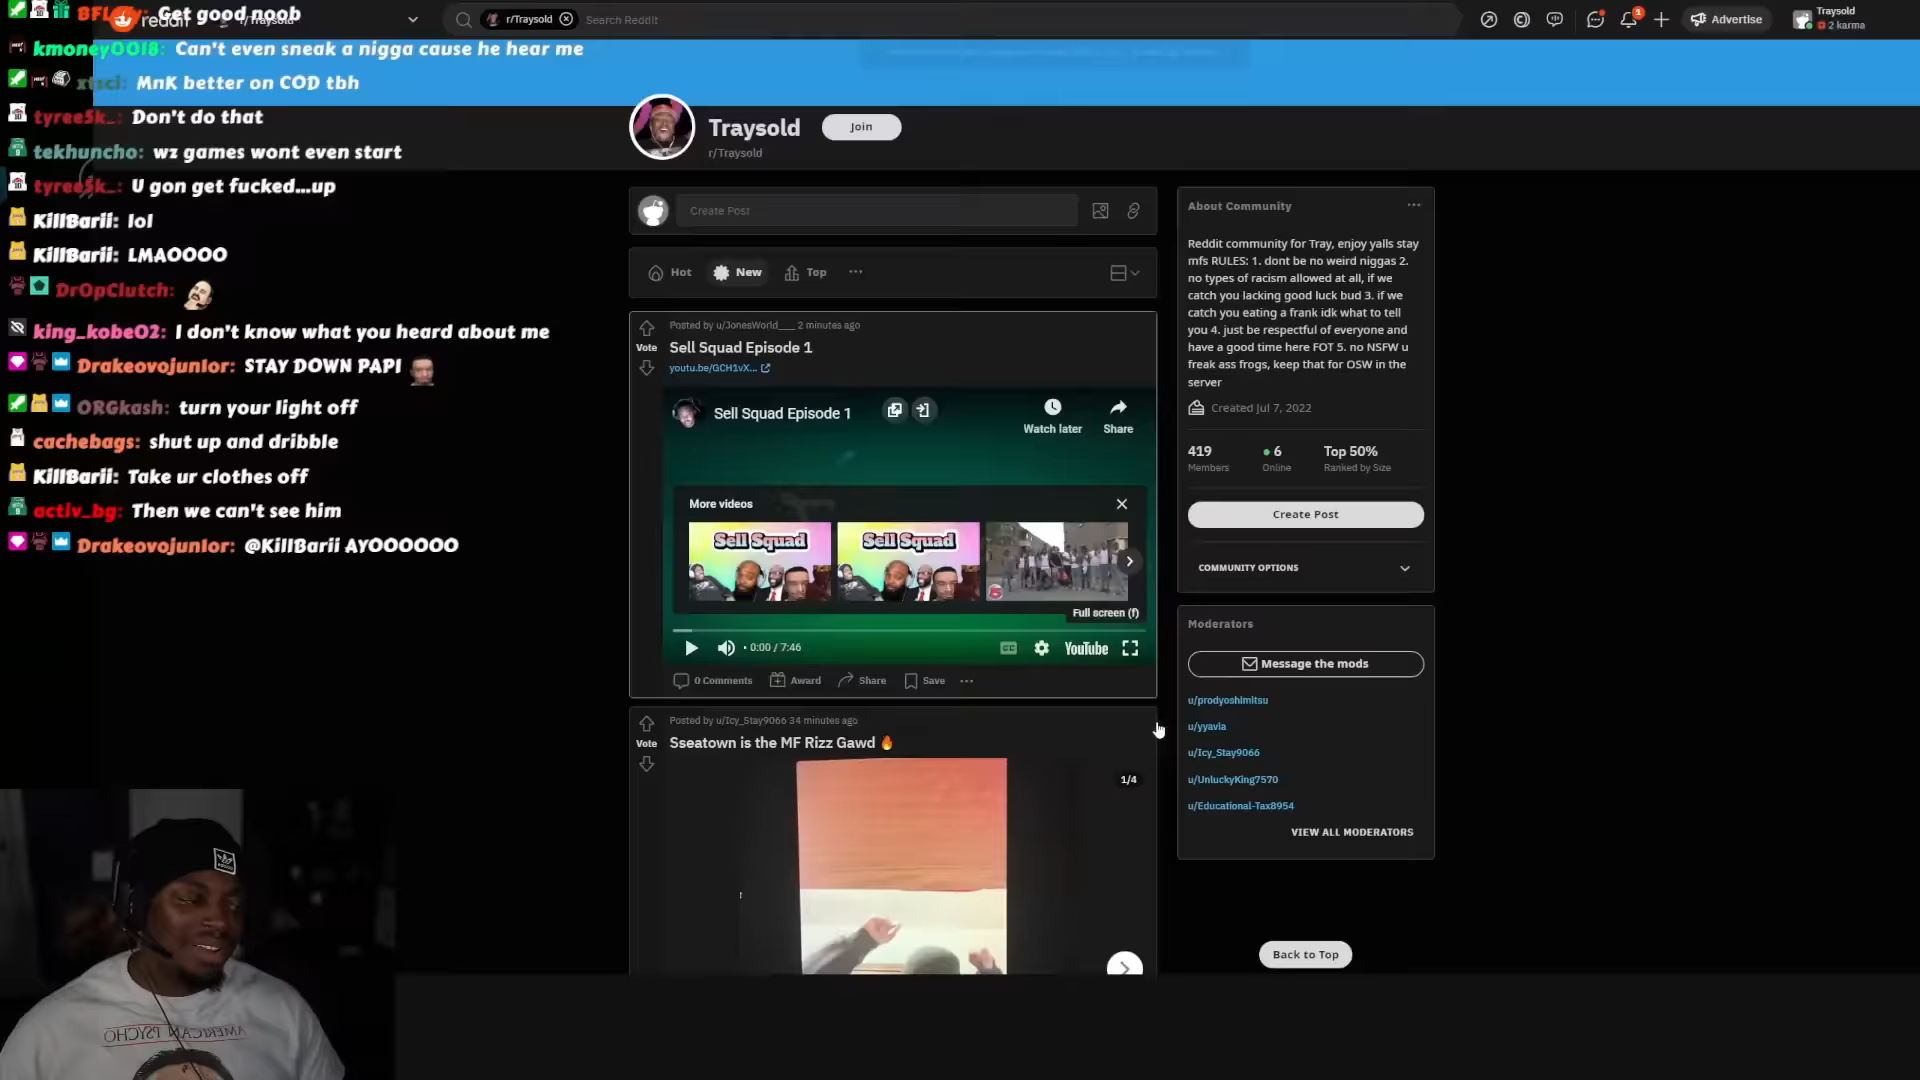 BFLxxy: Get good noob
reddit
r/Traysold
r/Traysold
Search Reddit
1
Advertise
Traysold
2 karma
kmoney0018: Can't even sneak a nigga cause he hear me
xtscl: MnK better on COD tbh
tyree5k_: Don't do that
tekhuncho: wz games wont even start
tyree5k_: U gon get fucked...up
KillBarii: lol
KillBarii: LMAOOOO
DrOpClutch:
king_kobe02: I don't know what you heard about me
Drakeovojunior: STAY DOWN PAPI
ORGkash: turn your light off
cachebags: shut up and dribble
KillBarii: Take ur clothes off
activ_bg: Then we can't see him
Drakeovojunior: @KillBarii AYOOOOOO
Traysold
Join
r/Traysold
Create Post
Hot
New
Top
Posted by u/JonesWorld___ 2 minutes ago
Vote
Sell Squad Episode 1
youtu.be/GCH1vX...
Sell Squad Episode 1
Watch later
Share
More videos
Sell Squad
Sell Squad
Full screen (f)
0:00 / 7:46
CC
YouTube
0 Comments
Award
Share
Save
Posted by u/Icy_Stay9066 34 minutes ago
Vote
Sseatown is the MF Rizz Gawd 🔥
1/4
About Community
Reddit community for Tray, enjoy yalls stay
mfs RULES: 1. dont be no weird niggas 2.
no types of racism allowed at all, if we
catch you lacking good luck bud 3. if we
catch you eating a frank idk what to tell
you 4. just be respectful of everyone and
have a good time here FOT 5. no NSFW u
freak ass frogs, keep that for OSW in the
server
Created Jul 7, 2022
419
Members
6
Online
Top 50%
Ranked by Size
Create Post
COMMUNITY OPTIONS
Moderators
Message the mods
u/prodyoshimitsu
u/yyavla
u/Icy_Stay9066
u/UnluckyKing7570
u/Educational-Tax8954
VIEW ALL MODERATORS
Back to Top
AMERICAN PSYCHO